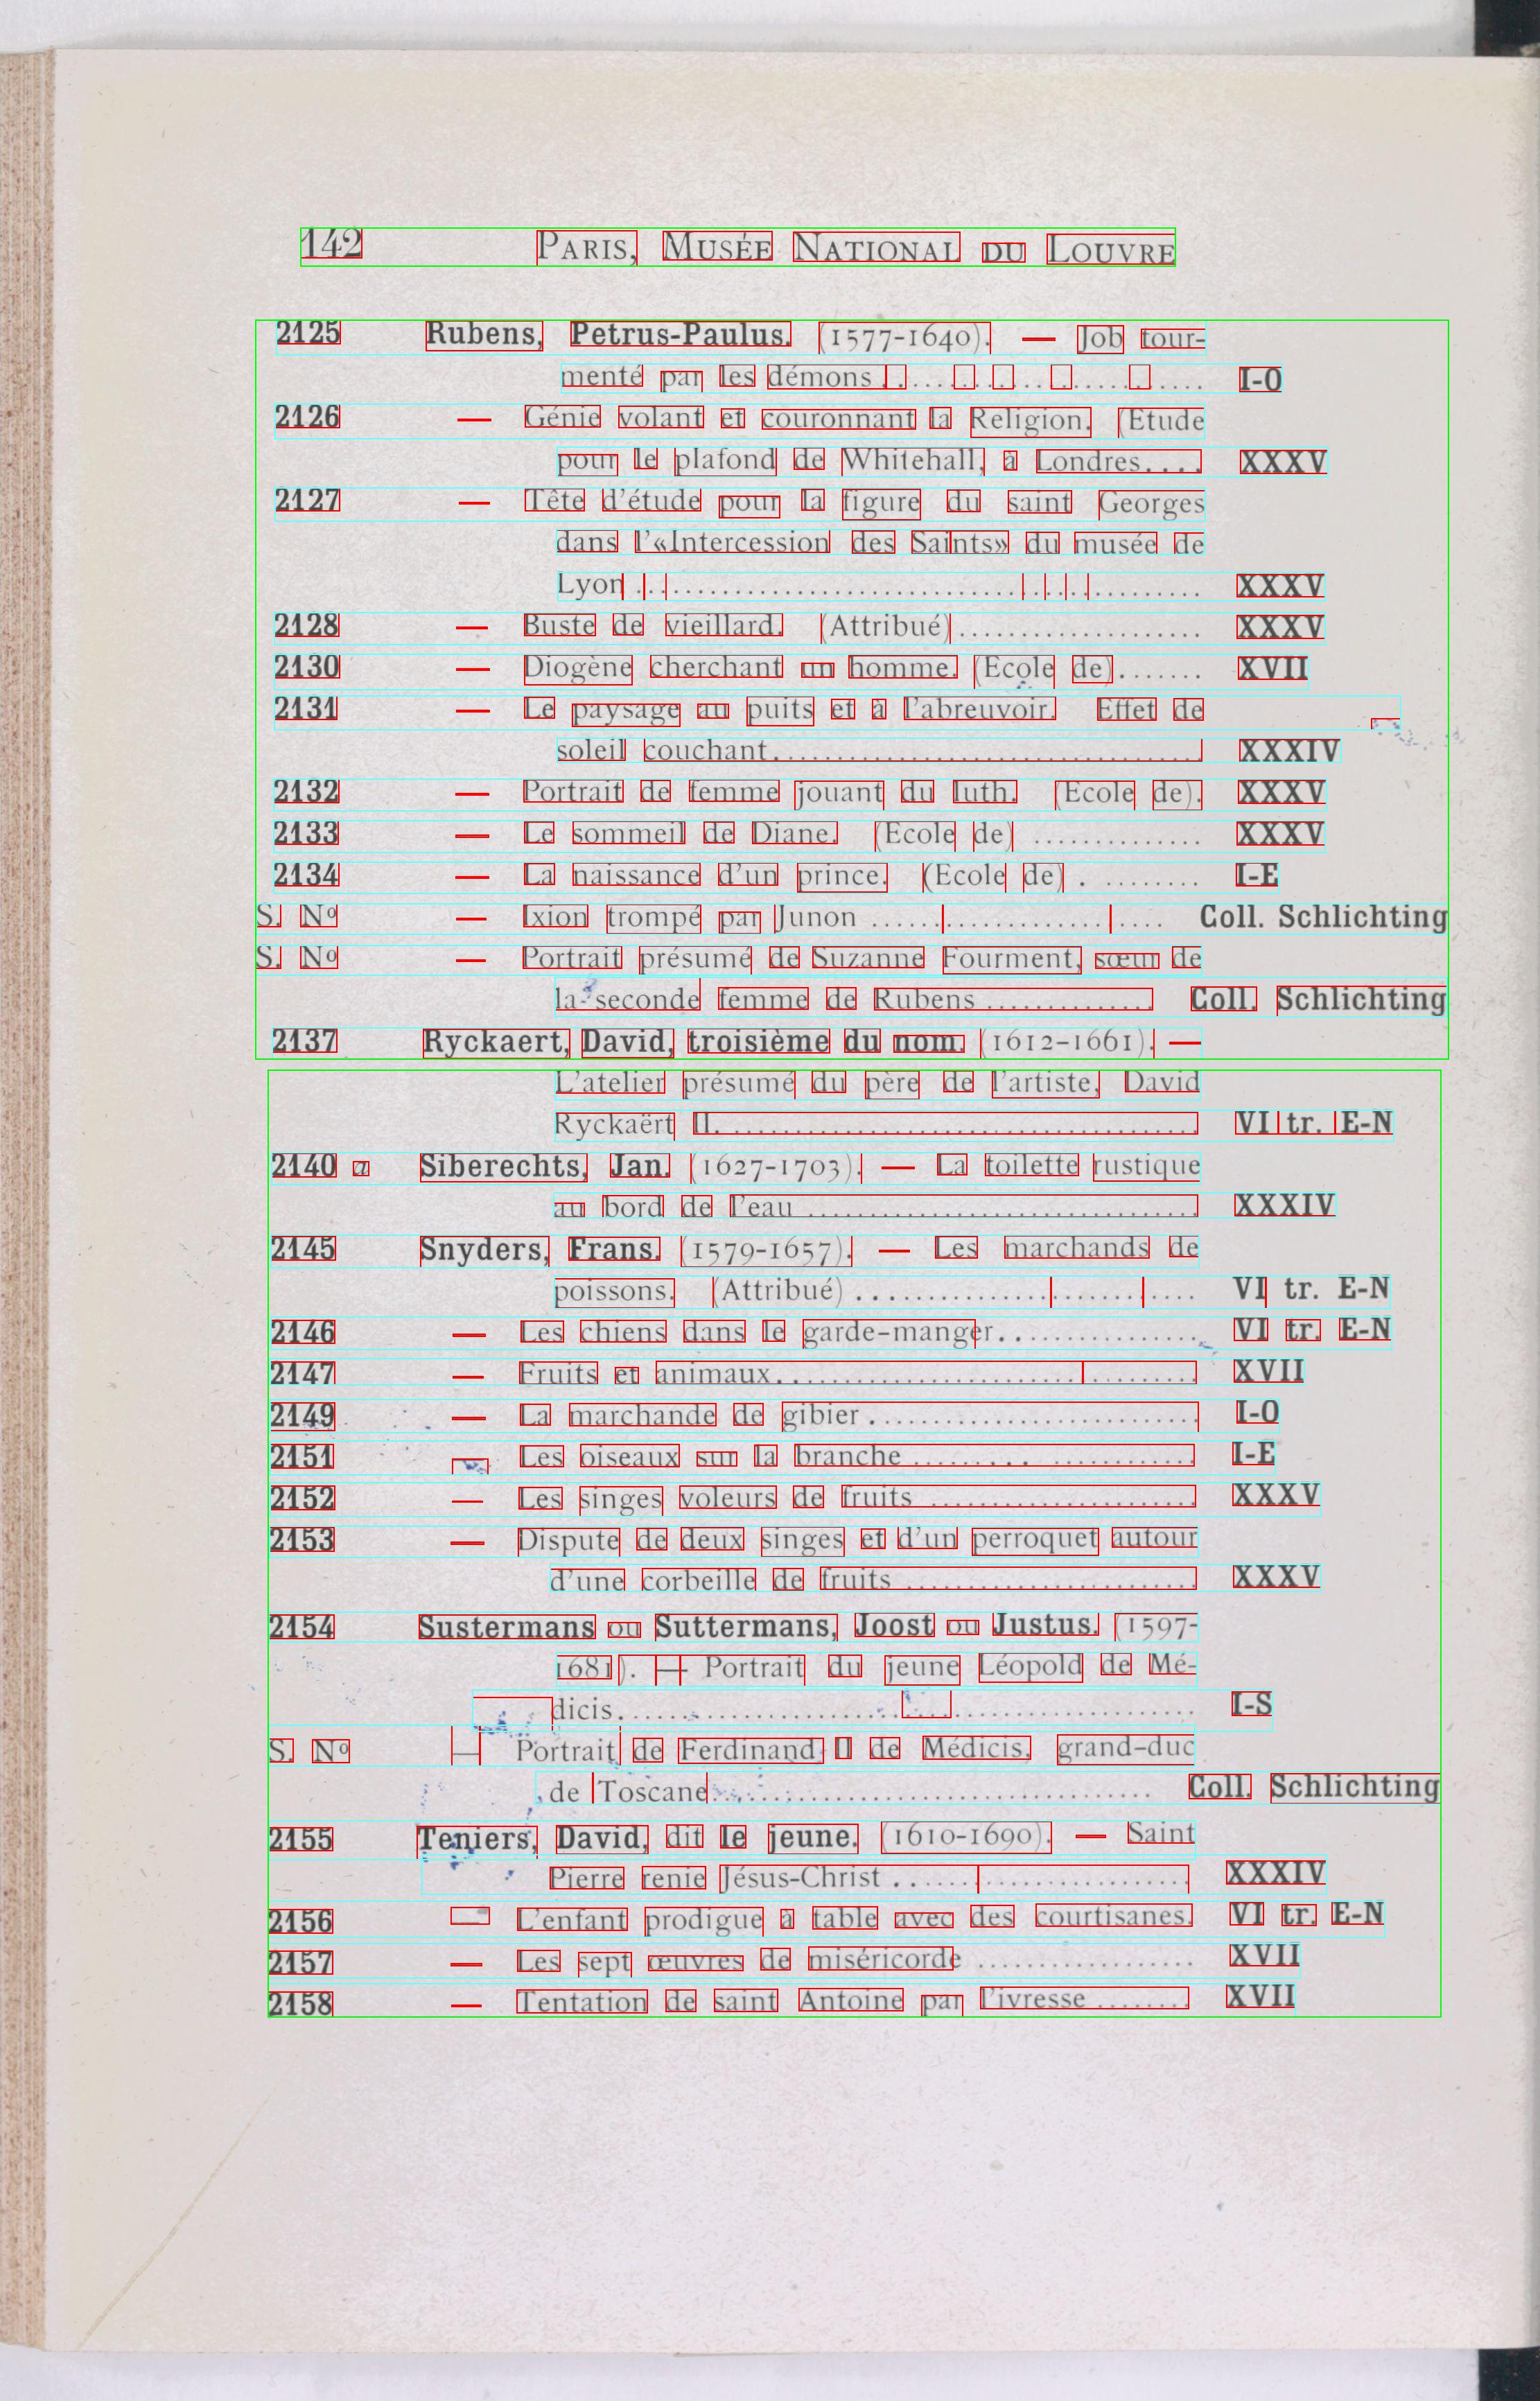 142 PARIS, MUSÉE NATIONAL DU LOUVRE
2125 Rubens, Petrus-Paulus. (1577-1640). — Job tour-
menté par les démons .................... I-O
2126 — Génie volant et couronnant la Religion. (Etude
pour le plafond de Whitehall, à Londres.... XXXV
2127 — Tête d'étude pour la figure du saint Georges
dans l'«Intercession des Saints» du musée de
Lyon ................................. XXXV
2128 — Buste de vieillard. (Attribué)................... XXXV
2130 — Diogène cherchant un homme. (Ecole de)....... XVII
2131 — Le paysage au puits et à l'abreuvoir. Effet de
soleil couchant................................. XXXIV
2132 — Portrait de femme jouant du luth. (Ecole de). XXXV
2133 — Le sommeil de Diane. (Ecole de) .............. XXXV
2134 — La naissance d'un prince. (Ecole de) . ........ I-E
S. Nº — Ixion trompé par Junon ....................... Coll. Schlichting
S. Nº — Portrait présumé de Suzanne Fourment, sœur de
la seconde femme de Rubens ............. Coll. Schlichting
2137 Ryckaert, David, troisième du nom. (1612-1661). —
L'atelier présumé du père de l'artiste, David
Ryckaërt II..................................... VI tr. E-N
2140 a Siberechts, Jan. (1627-1703). — La toilette rustique
au bord de l'eau .............................. XXXIV
2145 Snyders, Frans. (1579-1657). — Les marchands de
poissons. (Attribué) ........................... VI tr. E-N
2146 — Les chiens dans le garde-manger................ VI tr. E-N
2147 — Fruits et animaux................................ XVII
2149 — La marchande de gibier.......................... I-O
2151 — Les oiseaux sur la branche ......... ............ I-E
2152 — Les singes voleurs de fruits ..................... XXXV
2153 — Dispute de deux singes et d'un perroquet autour
d'une corbeille de fruits ....................... XXXV
2154 Sustermans ou Suttermans, Joost ou Justus. (1597-
1681). — Portrait du jeune Léopold de Mé-
dicis............................................. I-S
S. Nº — Portrait de Ferdinand II de Médicis, grand-duc
de Toscane................................... Coll. Schlichting
2155 Teniers, David, dit le jeune. (1610-1690). — Saint
Pierre renie Jésus-Christ ....................... XXXIV
2156 — L'enfant prodigue à table avec des courtisanes. VI tr. E-N
2157 — Les sept œuvres de miséricorde ................. XVII
2158 — Tentation de saint Antoine par l'ivresse ........ XVII